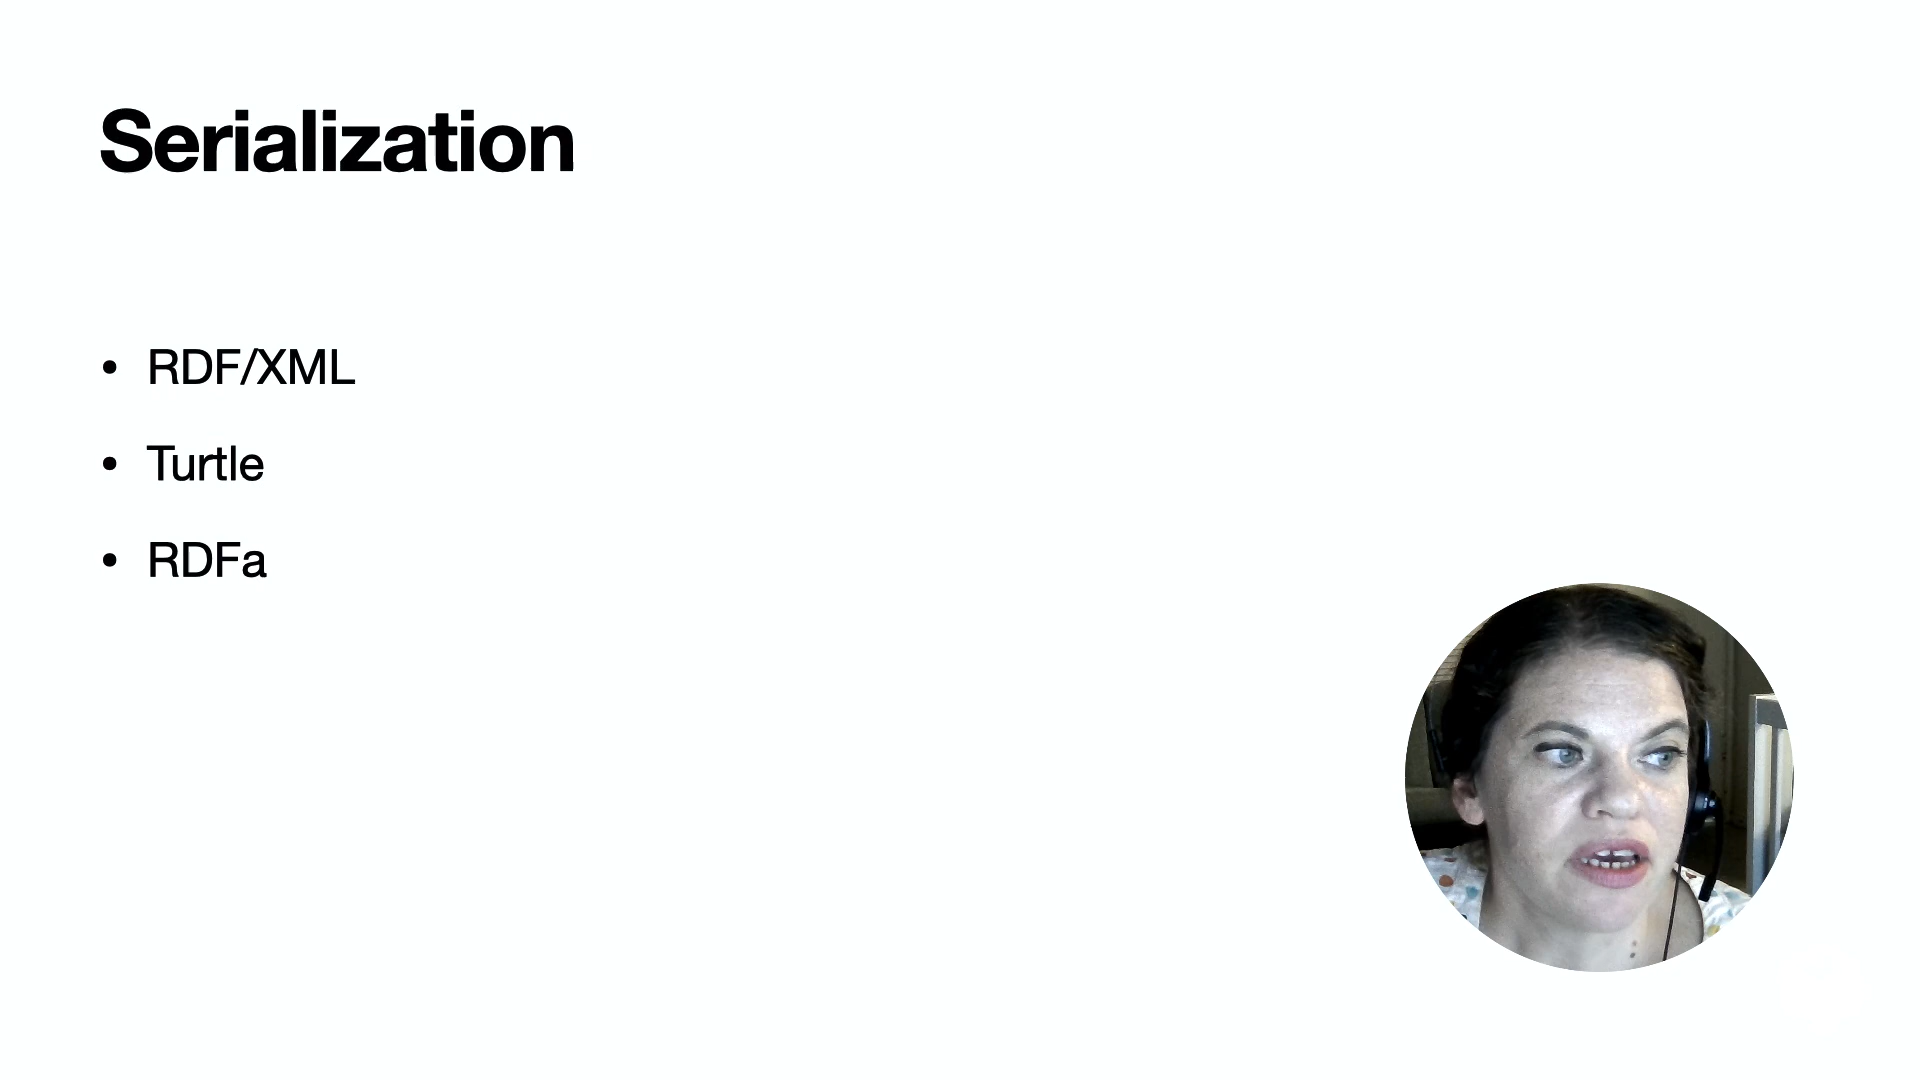 Serialization
• RDF/XML
• Turtle
• RDFa